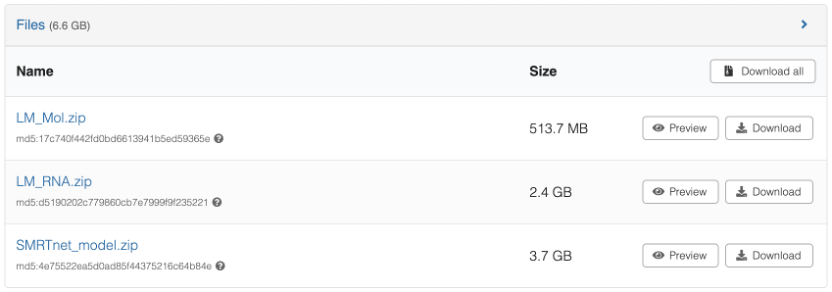 Files (6.6 GB)
Name Size Download all
LM_Mol.zip
md5:17c740f442fd0bd6613941b5ed59365e
513.7 MB Preview Download
LM_RNA.zip
md5:d5190202c779860cb7e7999f9f235221
2.4 GB Preview Download
SMRTnet_model.zip
md5:4e75522ea5d0ad85f44375216c64b84e
3.7 GB Preview Download